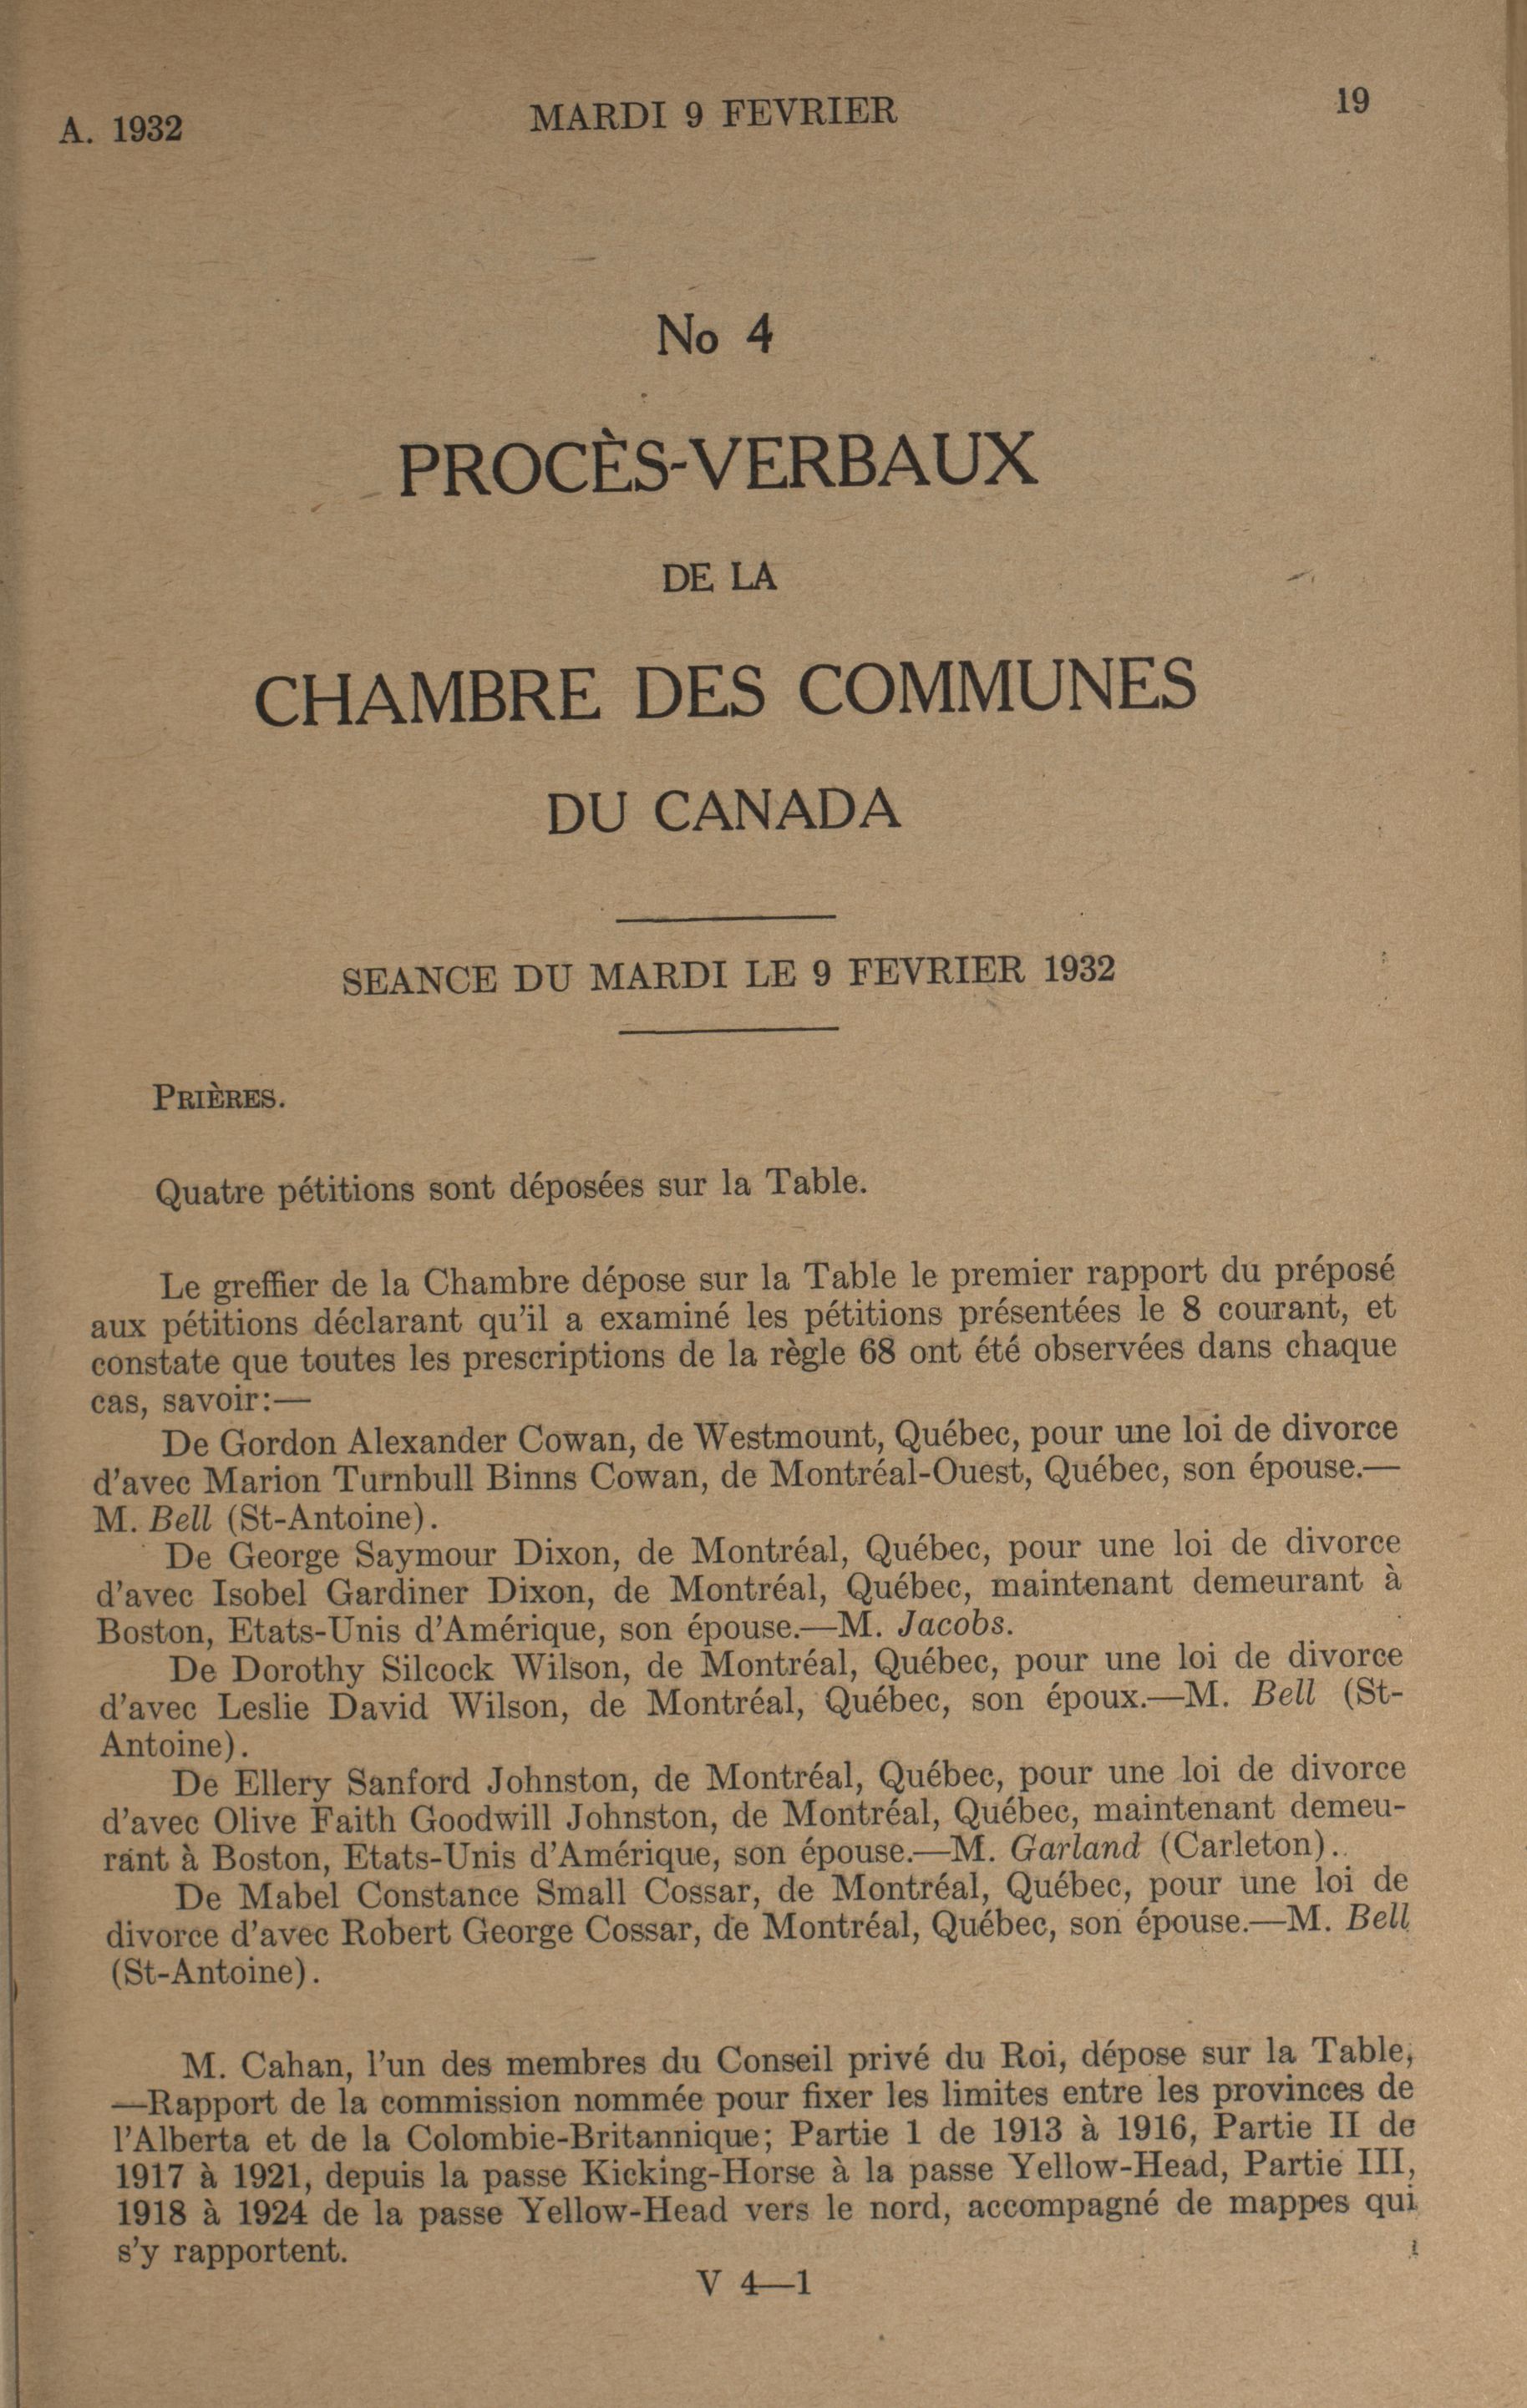 A. 1932
MARDI 9 FEVRIER
19
No 4
PROCÈS-VERBAUX
DE LA
CHAMBRE DES COMMUNES
DU CANADA
SEANCE DU MARDI LE 9 FEVRIER 1932
PRIÈRES.
Quatre pétitions sont déposées sur la Table.
Le greffier de la Chambre dépose sur la Table le premier rapport du préposé
aux pétitions déclarant qu'il a examiné les pétitions présentées le 8 courant, et
constate que toutes les prescriptions de la règle 68 ont été observées dans chaque
cas, savoir:—
De Gordon Alexander Cowan, de Westmount, Québec, pour une loi de divorce
d'avec Marion Turnbull Binns Cowan, de Montréal-Ouest, Québec, son épouse.—
M. Bell (St-Antoine).
De George Saymour Dixon, de Montréal, Québec, pour une loi de divorce
d'avec Isobel Gardiner Dixon, de Montréal, Québec, maintenant demeurant à
Boston, Etats-Unis d'Amérique, son épouse.—M. Jacobs.
De Dorothy Silcock Wilson, de Montréal, Québec, pour une loi de divorce
d'avec Leslie David Wilson, de Montréal, Québec, son époux.—M. Bell (St-
Antoine).
De Ellery Sanford Johnston, de Montréal, Québec, pour une loi de divorce
d'avec Olive Faith Goodwill Johnston, de Montréal, Québec, maintenant demeu-
rant à Boston, Etats-Unis d'Amérique, son épouse.—M. Garland (Carleton).
De Mabel Constance Small Cossar, de Montréal, Québec, pour une loi de
divorce d'avec Robert George Cossar, de Montréal, Québec, son épouse.—M. Bell
(St-Antoine).
M. Cahan, l'un des membres du Conseil privé du Roi, dépose sur la Table,
—Rapport de la commission nommée pour fixer les limites entre les provinces de
l'Alberta et de la Colombie-Britannique; Partie 1 de 1913 à 1916, Partie II de
1917 à 1921, depuis la passe Kicking-Horse à la passe Yellow-Head, Partie III,
1918 à 1924 de la passe Yellow-Head vers le nord, accompagné de mappes qui
s'y rapportent.
V 4—1